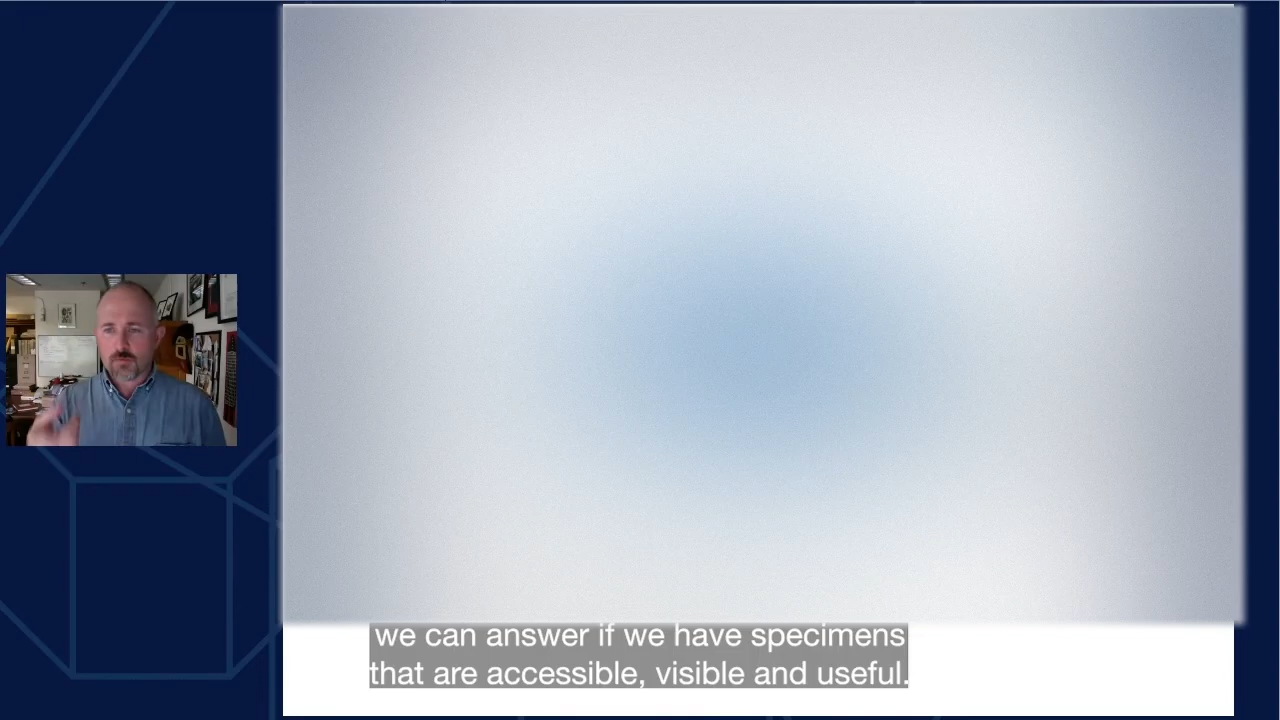 we can answer if we have specimens
that are accessible, visible and useful.